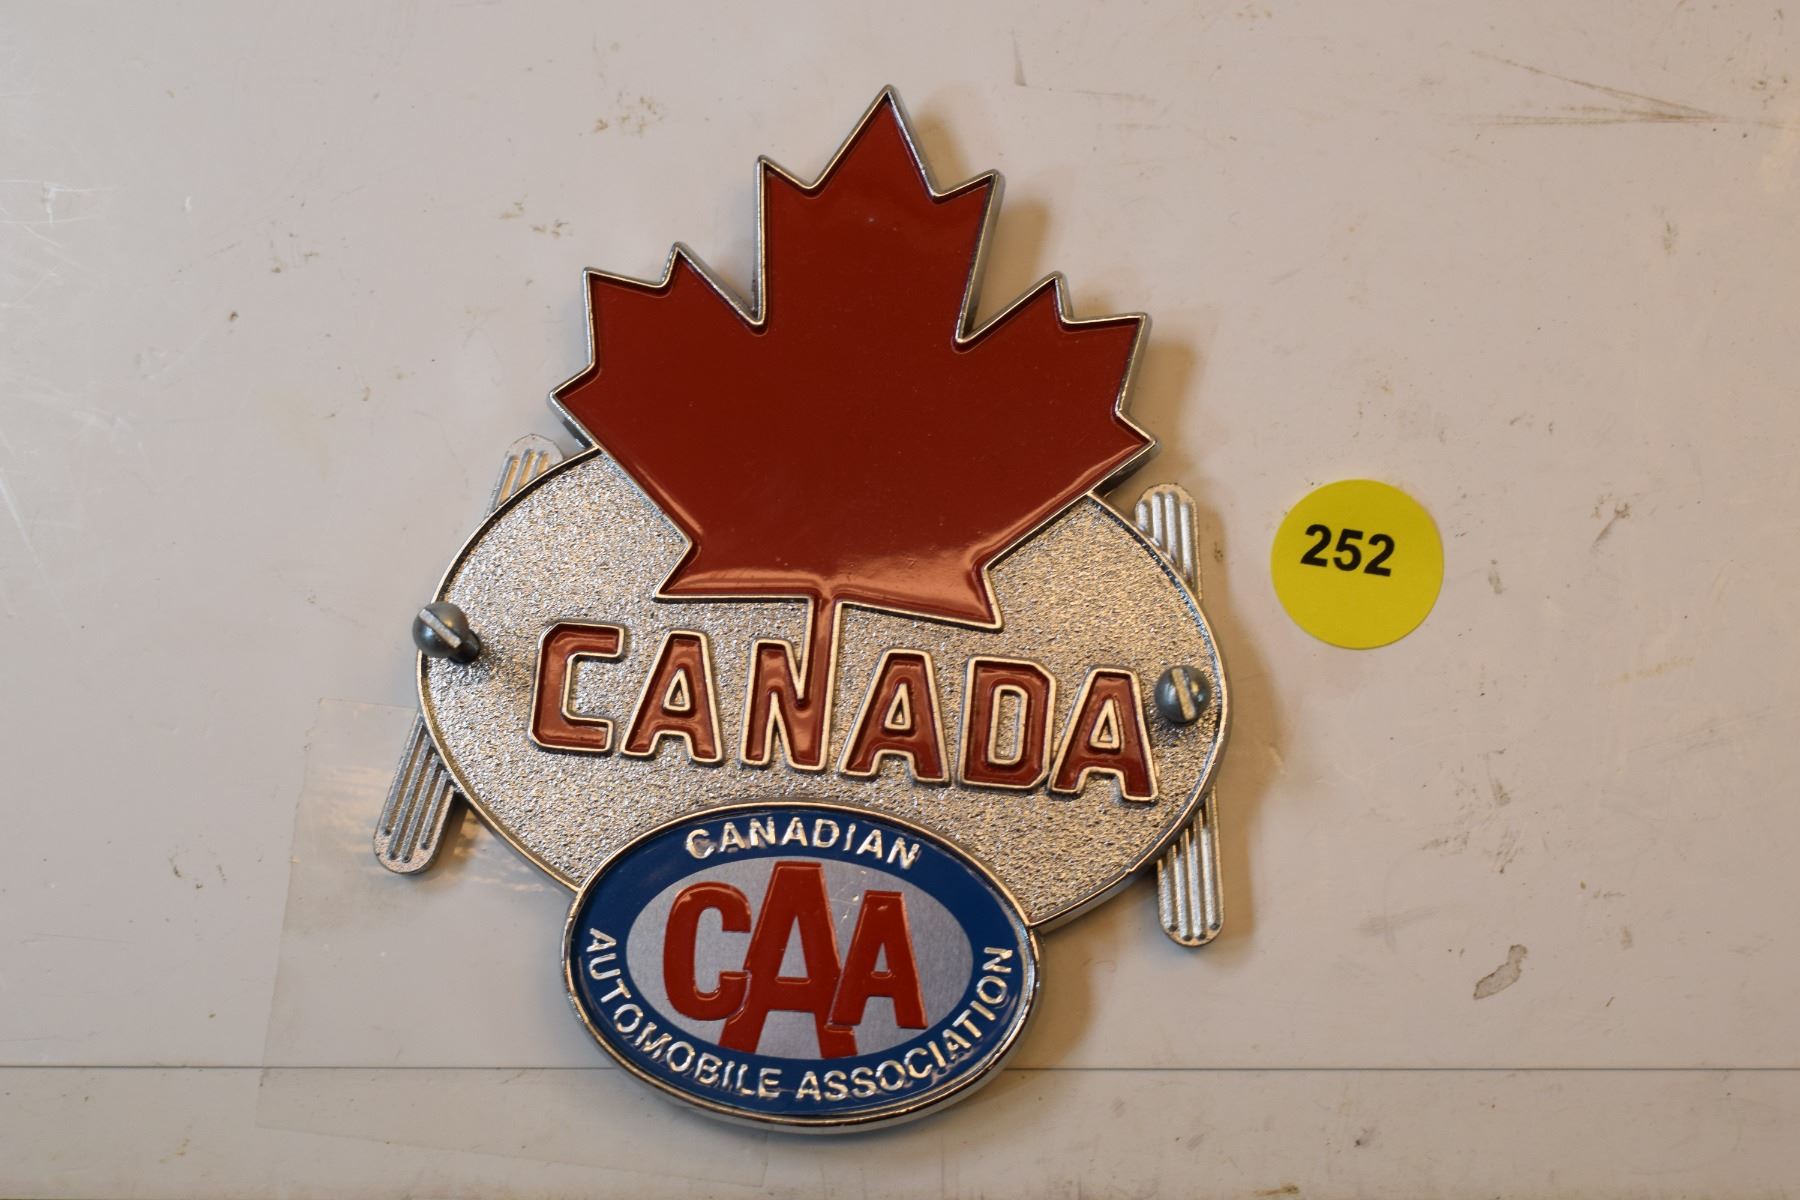 CANADA
252
CANADIAN
CAA
AUTOMOBILE ASSOCIATION